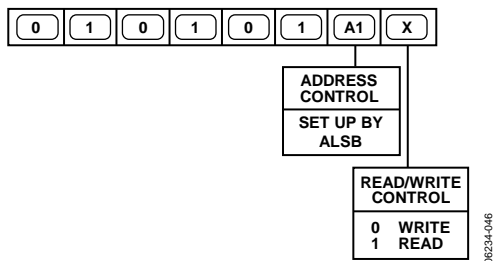 0 1 0 1 0 1 A1 X
ADDRESS
CONTROL
SET UP BY
ALSB
READ/WRITE
CONTROL
0 WRITE
1 READ
06234-046